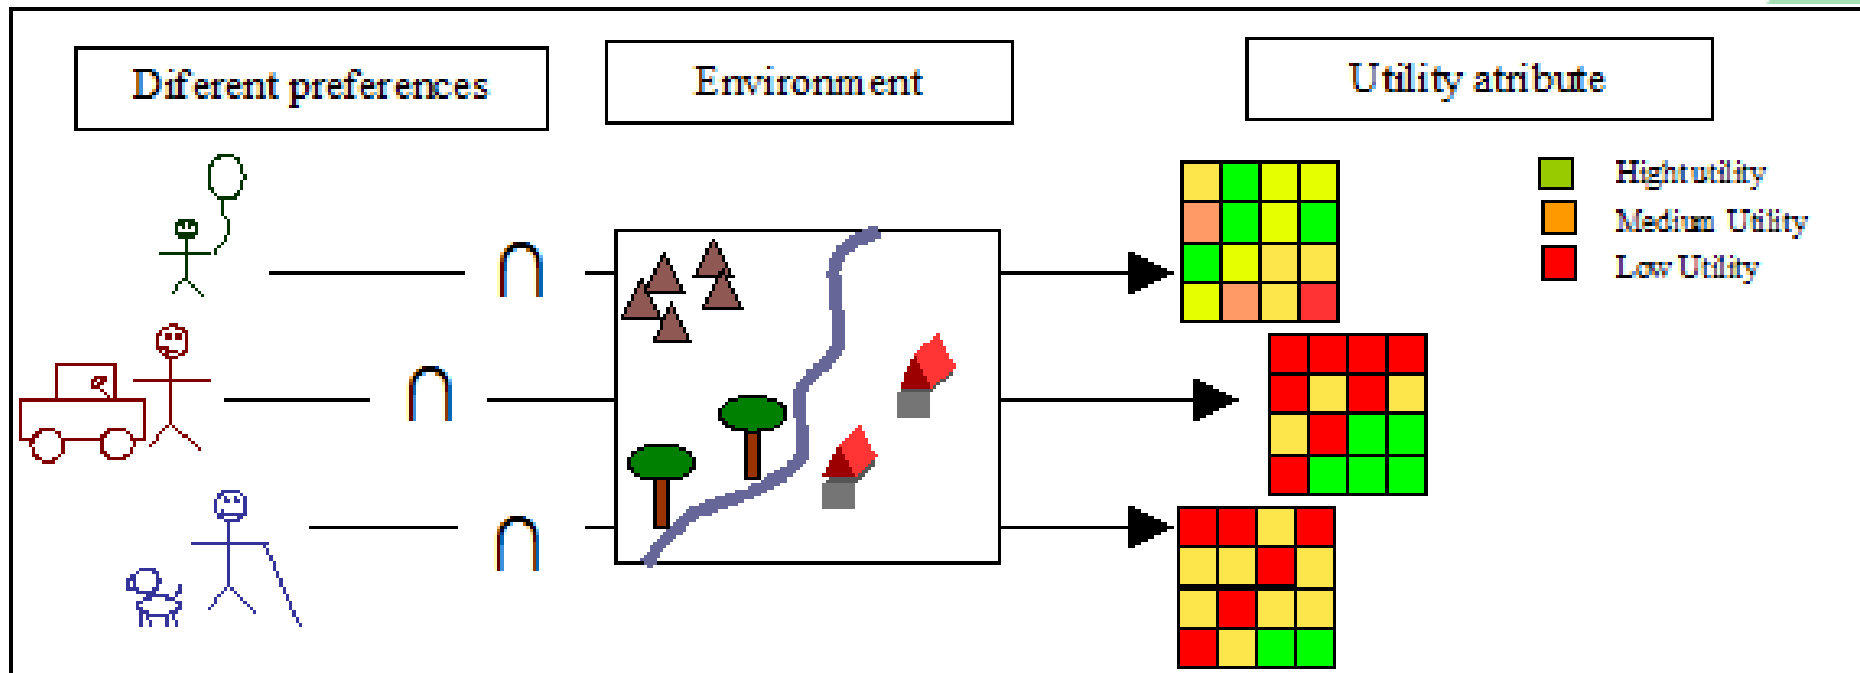 Diferent preferences
Environment
Utility atribute
Hight utility
Medium Utility
Low Utility
∩
∩
∩